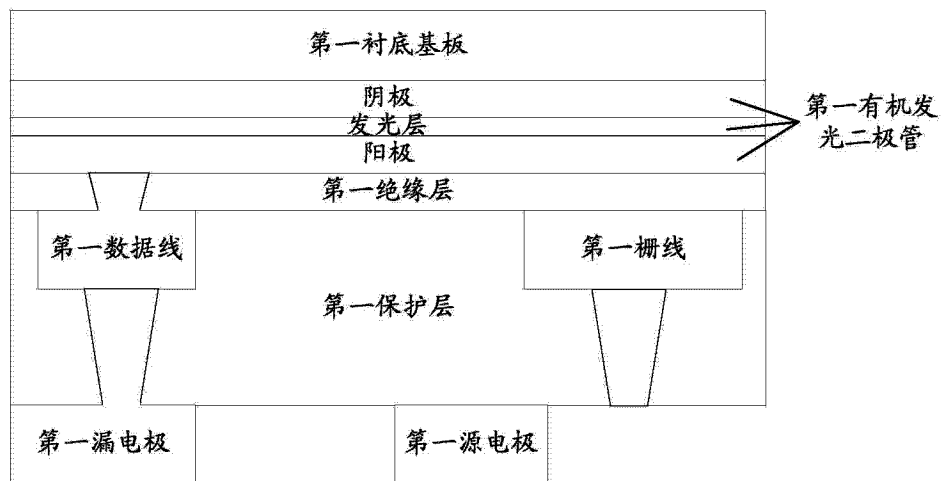 第一衬底基板
阴极
发光层
阳极
第一有机发
光二极管
第一绝缘层
第一数据线
第一栅线
第一保护层
第一漏电极
第一源电极